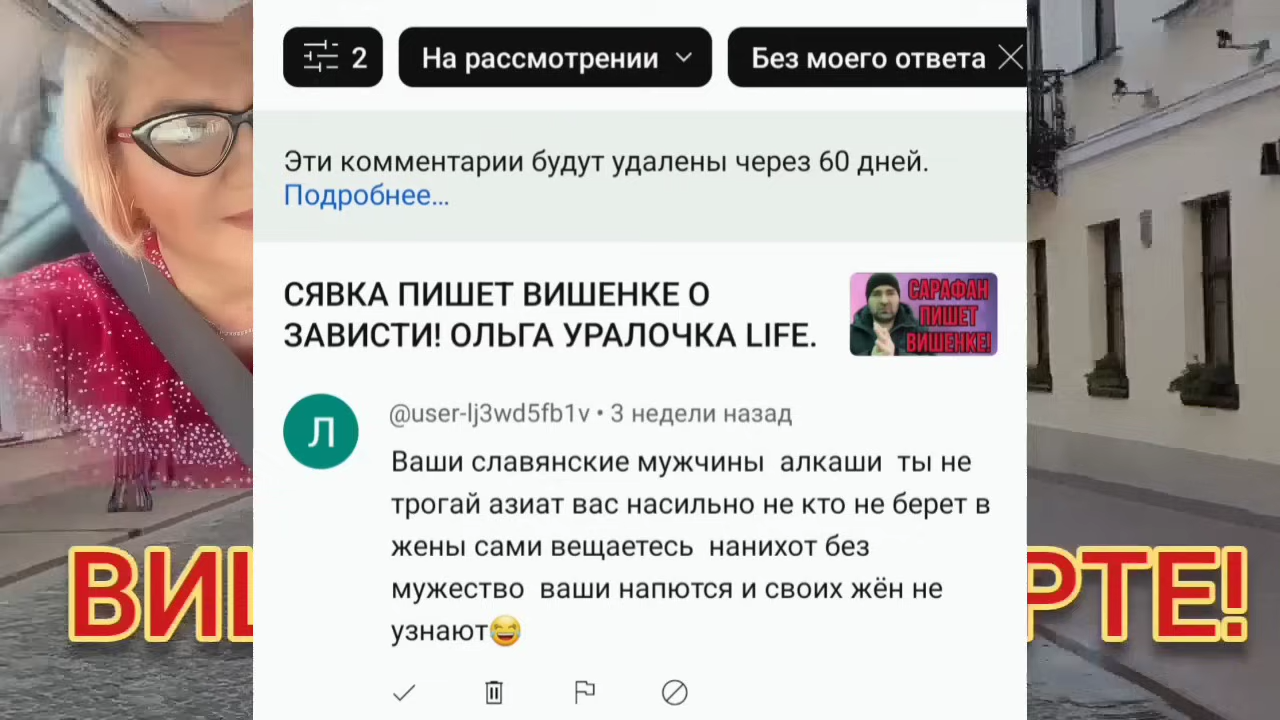 2
На рассмотрении
Без моего ответа
Эти комментарии будут удалены через 60 дней.
Подробнее...
СЯВКА ПИШЕТ ВИШЕНКЕ О
ЗАВИСТИ! ОЛЬГА УРАЛОЧКА LIFE.
САРАФАН
ПИШЕТ
ВИШЕНКЕ!
Л
@user-lj3wd5fb1v • 3 недели назад
Ваши славянские мужчины алкаши ты не
трогай азиат вас насильно не кто не берет в
жены сами вещаетесь нанихот без
мужество ваши напются и своих жён не
узнают😂
РТЕ!